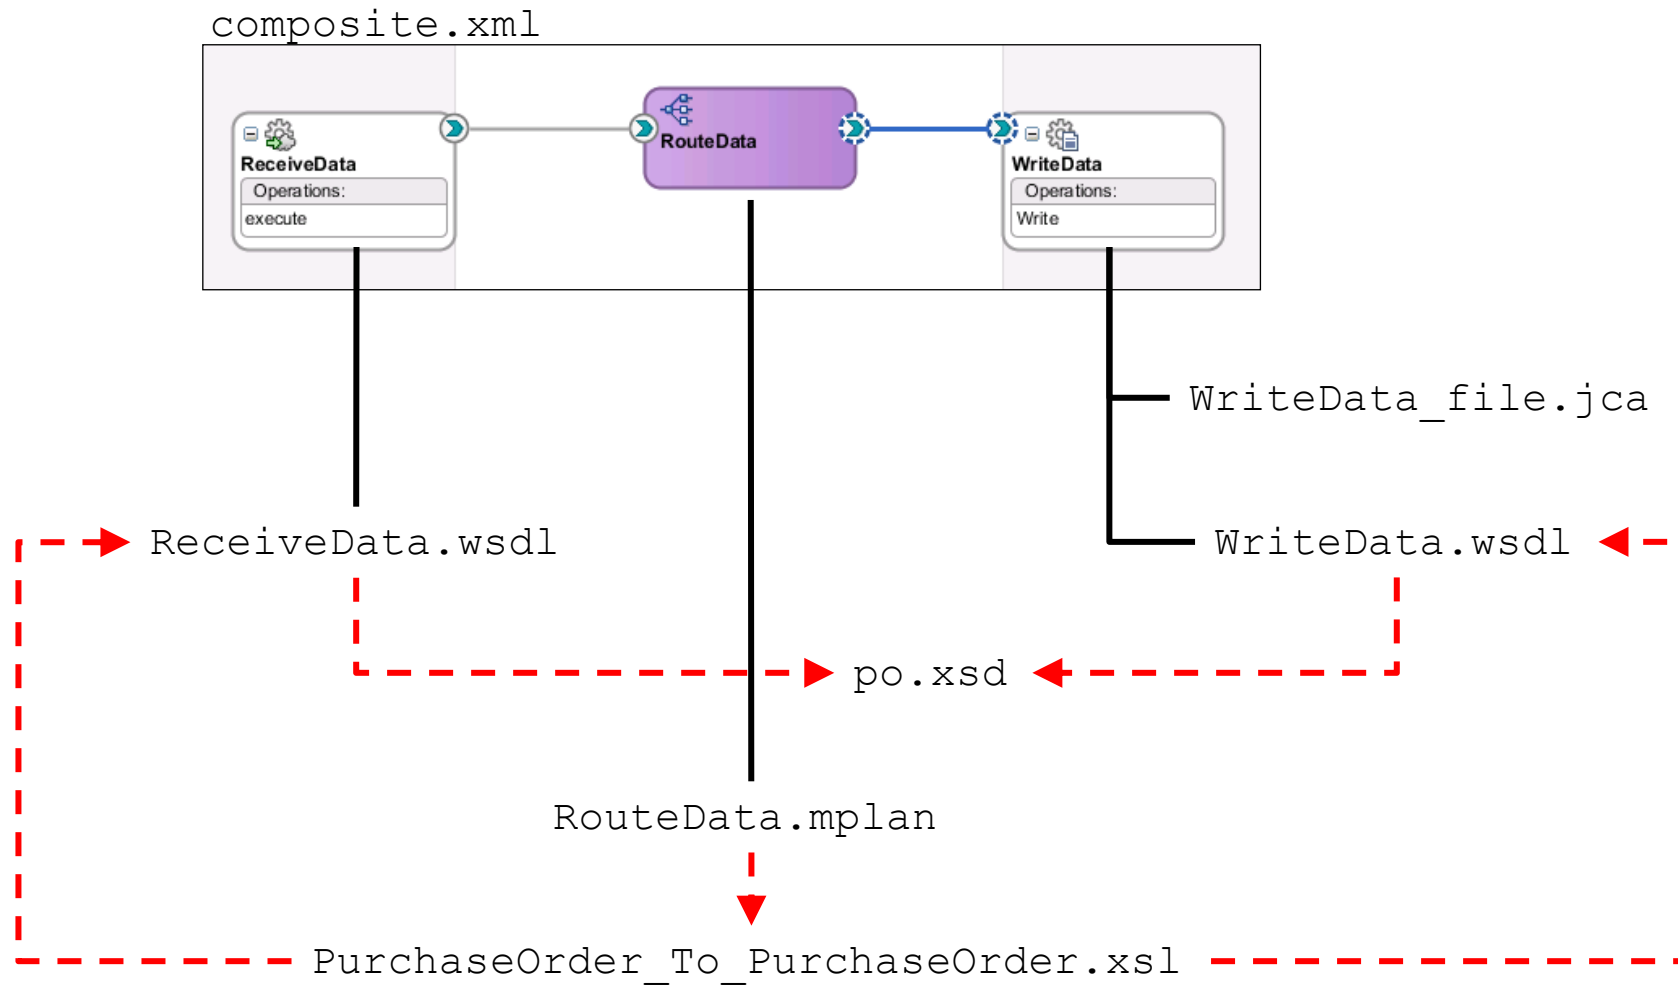 composite.xml
ReceiveData
Operations:
execute
RouteData
WriteData
Operations:
Write
WriteData_file.jca
ReceiveData.wsdl
WriteData.wsdl
po.xsd
RouteData.mplan
PurchaseOrder_To_PurchaseOrder.xsl